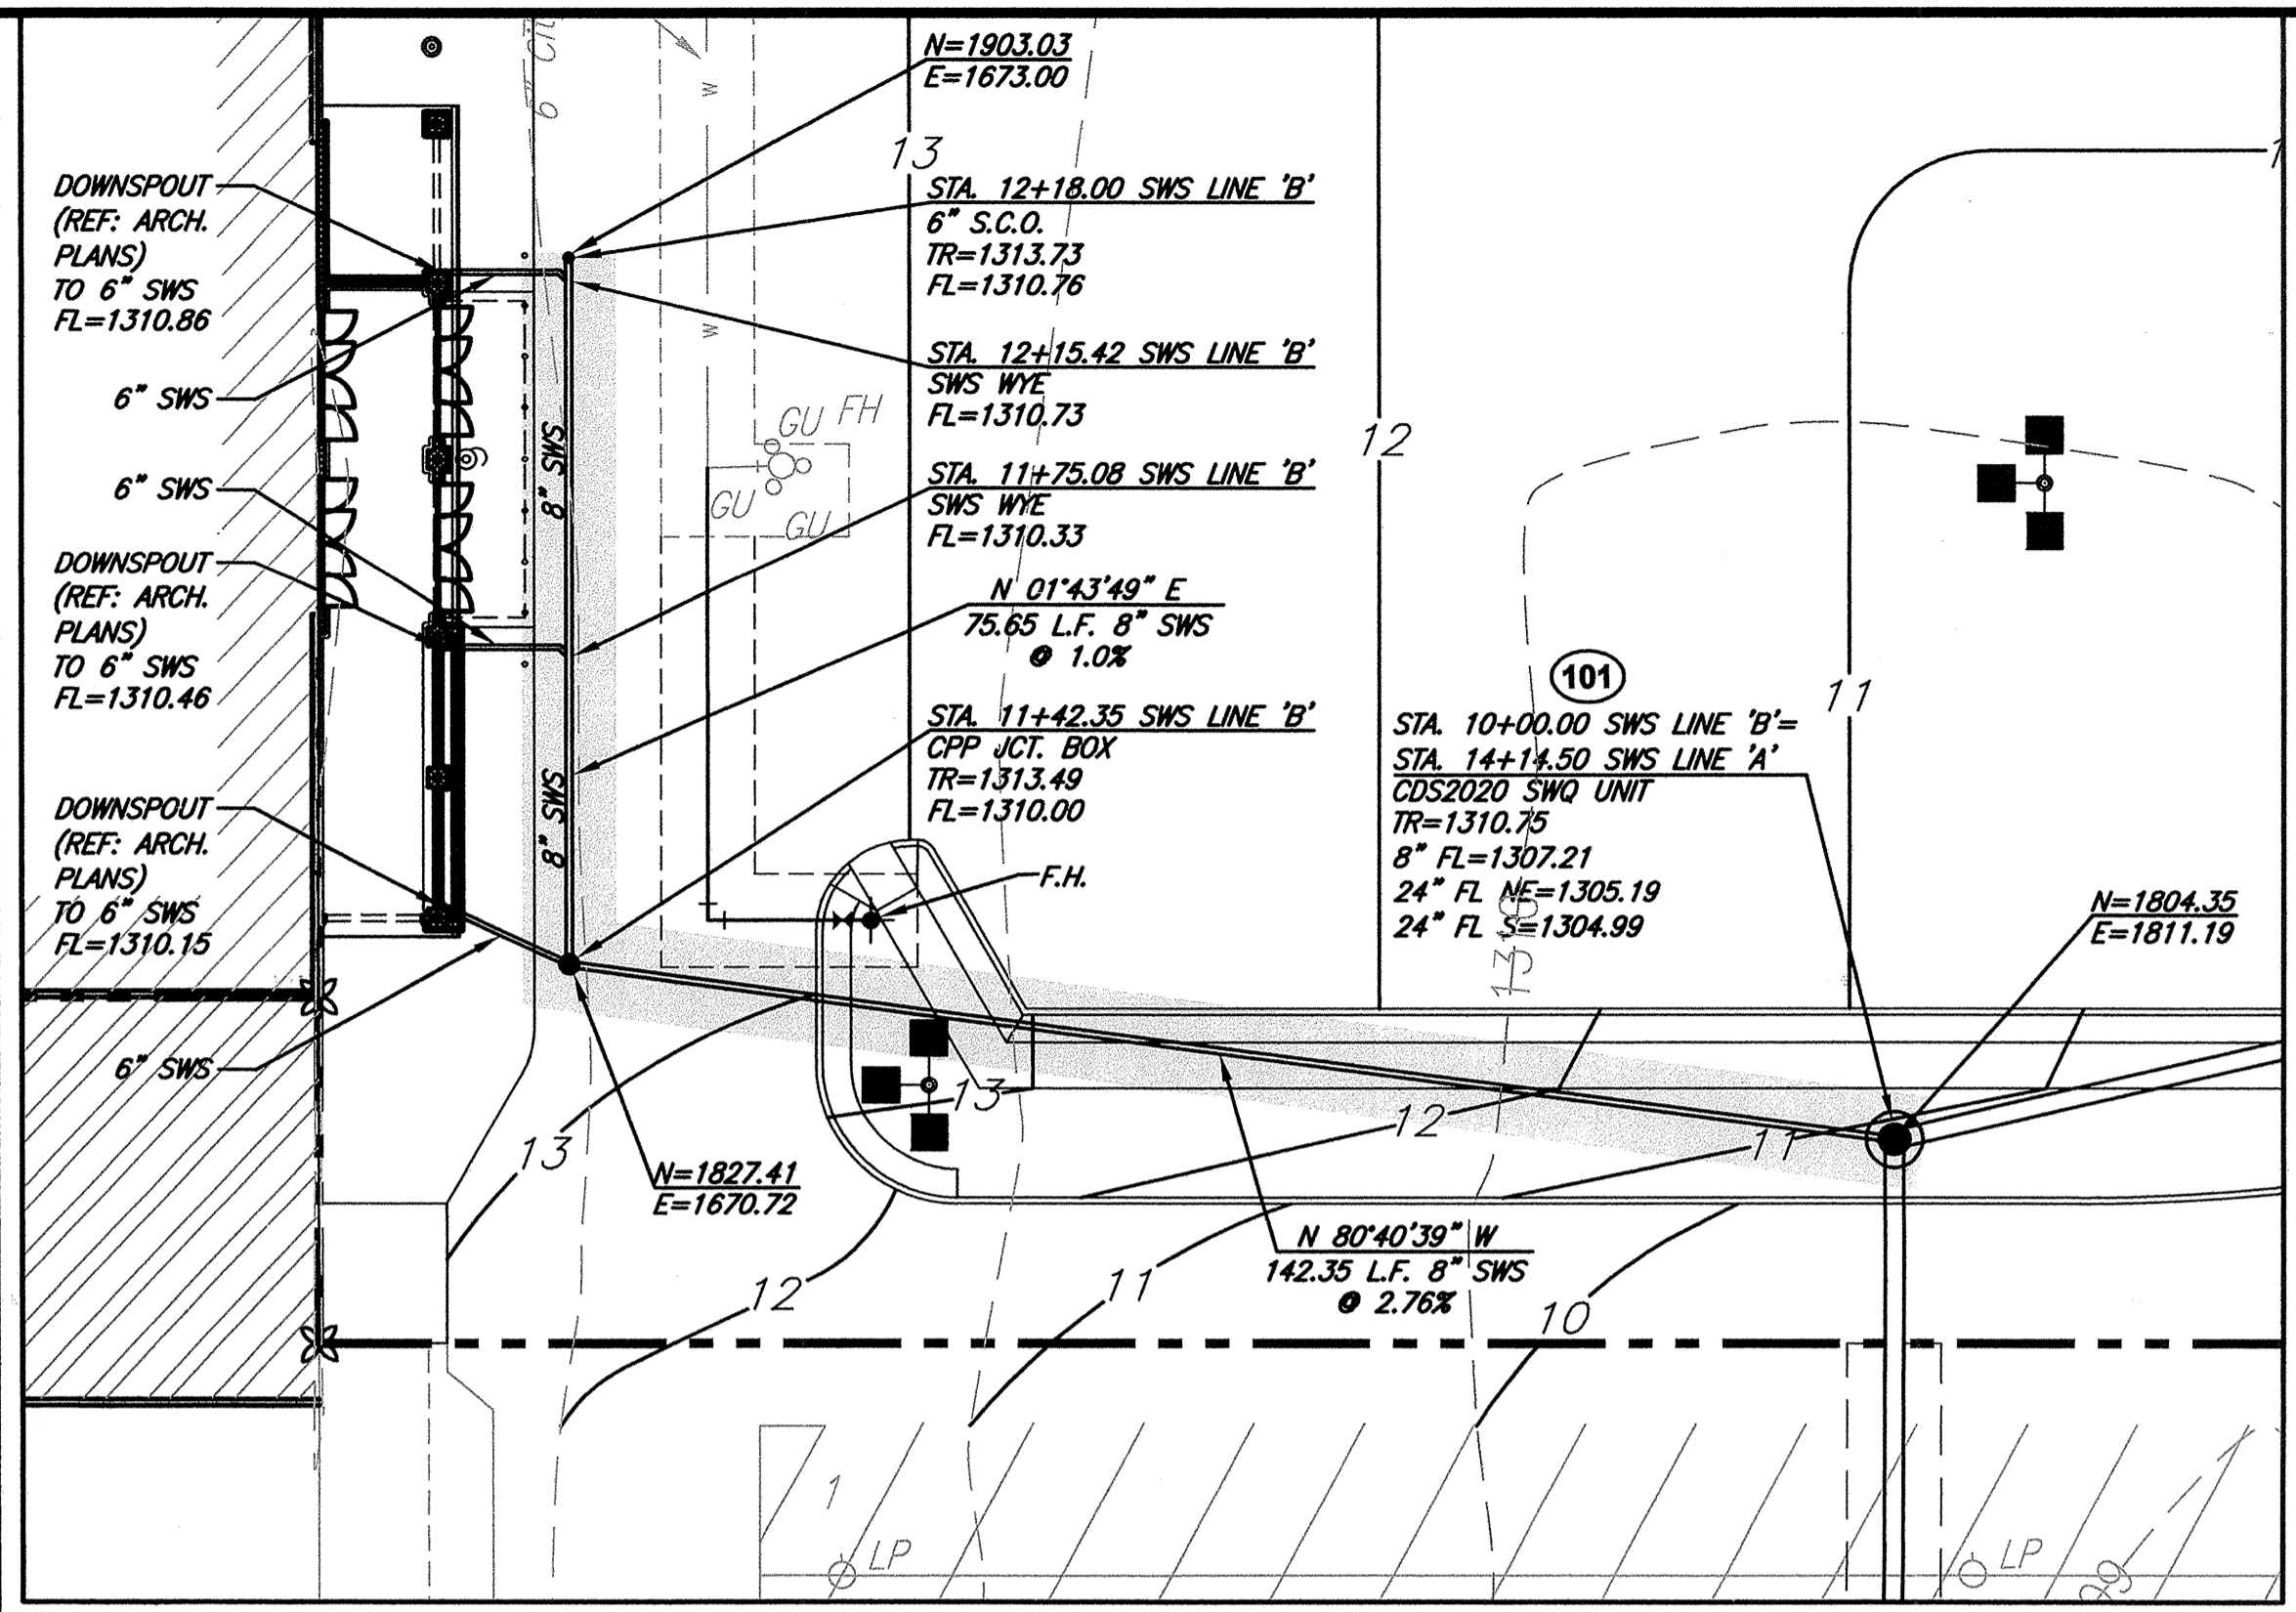 N=1903.03
E=1673.00
13
STA. 12+18.00 SWS LINE 'B'
6" S.C.O.
TR=1313.73
FL=1310.76
DOWNSPOUT
(REF: ARCH.
PLANS)
TO 6" SWS
FL=1310.86
W
W
STA. 12+15.42 SWS LINE 'B'
SWS WYE
FL=1310.73
6" SWS
8" SWS
GU
FH
GU
GU
12
STA. 11+75.08 SWS LINE 'B'
SWS WYE
FL=1310.33
6" SWS
DOWNSPOUT
(REF: ARCH.
PLANS)
TO 6" SWS
FL=1310.46
N 01°43'49" E
75.65 L.F. 8" SWS
@ 1.0%
101
11
STA. 11+42.35 SWS LINE 'B'
CPP JCT. BOX
TR=1313.49
FL=1310.00
STA. 10+00.00 SWS LINE 'B'=
STA. 14+14.50 SWS LINE 'A'
CDS2020 SWQ UNIT
TR=1310.75
8" FL=1307.21
24" FL NE=1305.19
24" FL S=1304.99
8" SWS
DOWNSPOUT
(REF: ARCH.
PLANS)
TO 6" SWS
FL=1310.15
F.H.
N=1804.35
E=1811.19
6" SWS
13
13
12
11
N=1827.41
E=1670.72
N 80°40'39" W
142.35 L.F. 8" SWS
@ 2.76%
12
11
10
1
LP
LP
29